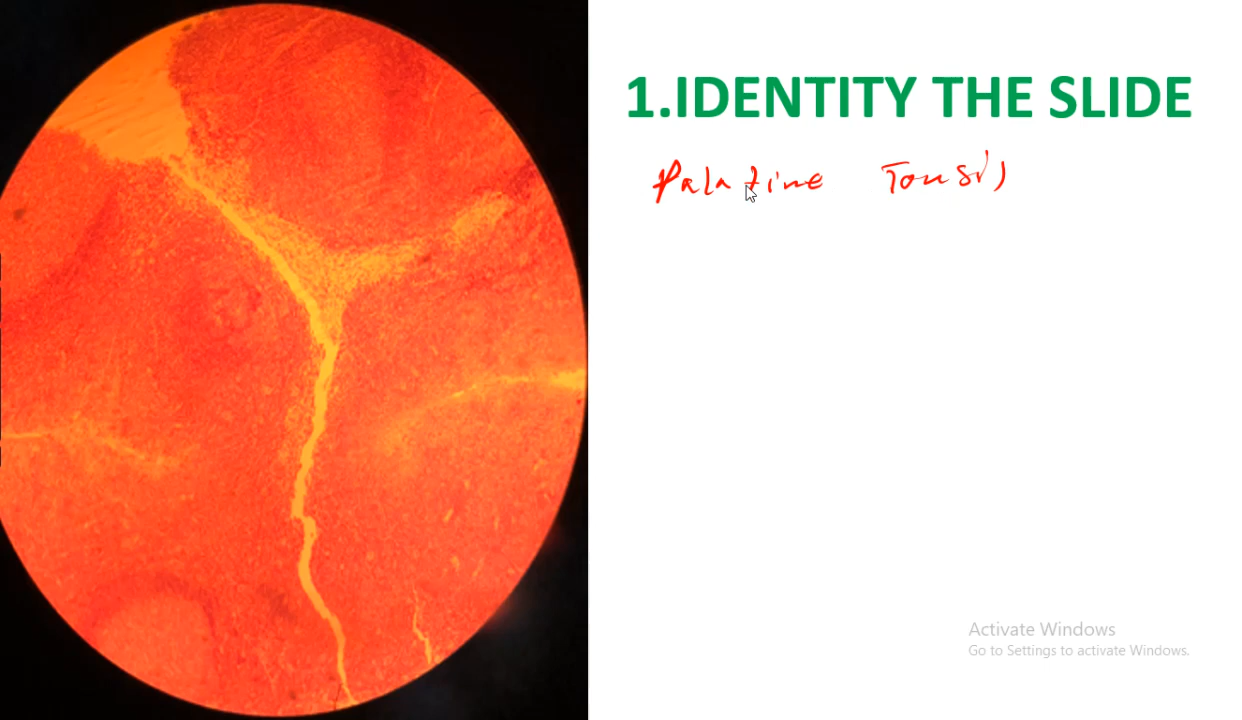 1.IDENTITY THE SLIDE
Palatine Tonsil
Activate Windows
Go to Settings to activate Windows.